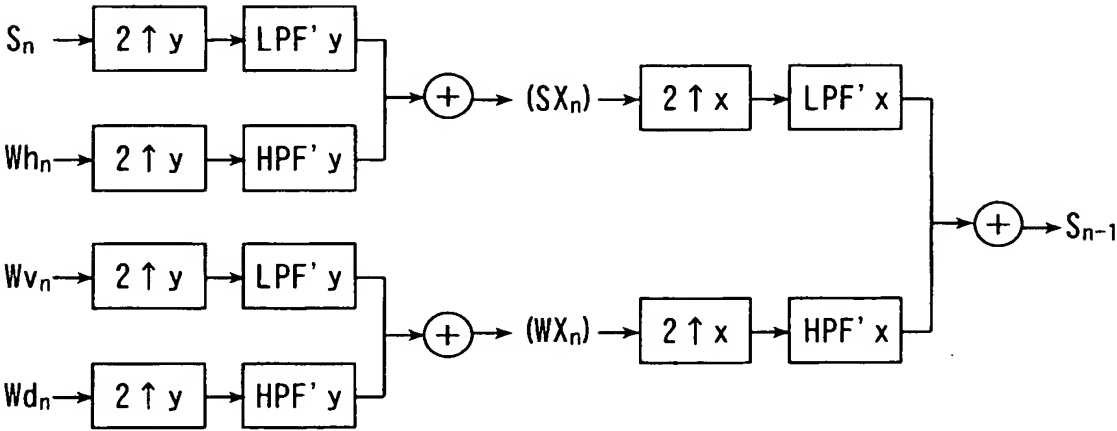 Sn 2↑y LPF'y
+ (SXn) 2↑x LPF'x
Whn 2↑y HPF'y
+ Sn-1
Wvn 2↑y LPF'y
+ (WXn) 2↑x HPF'x
Wdn 2↑y HPF'y